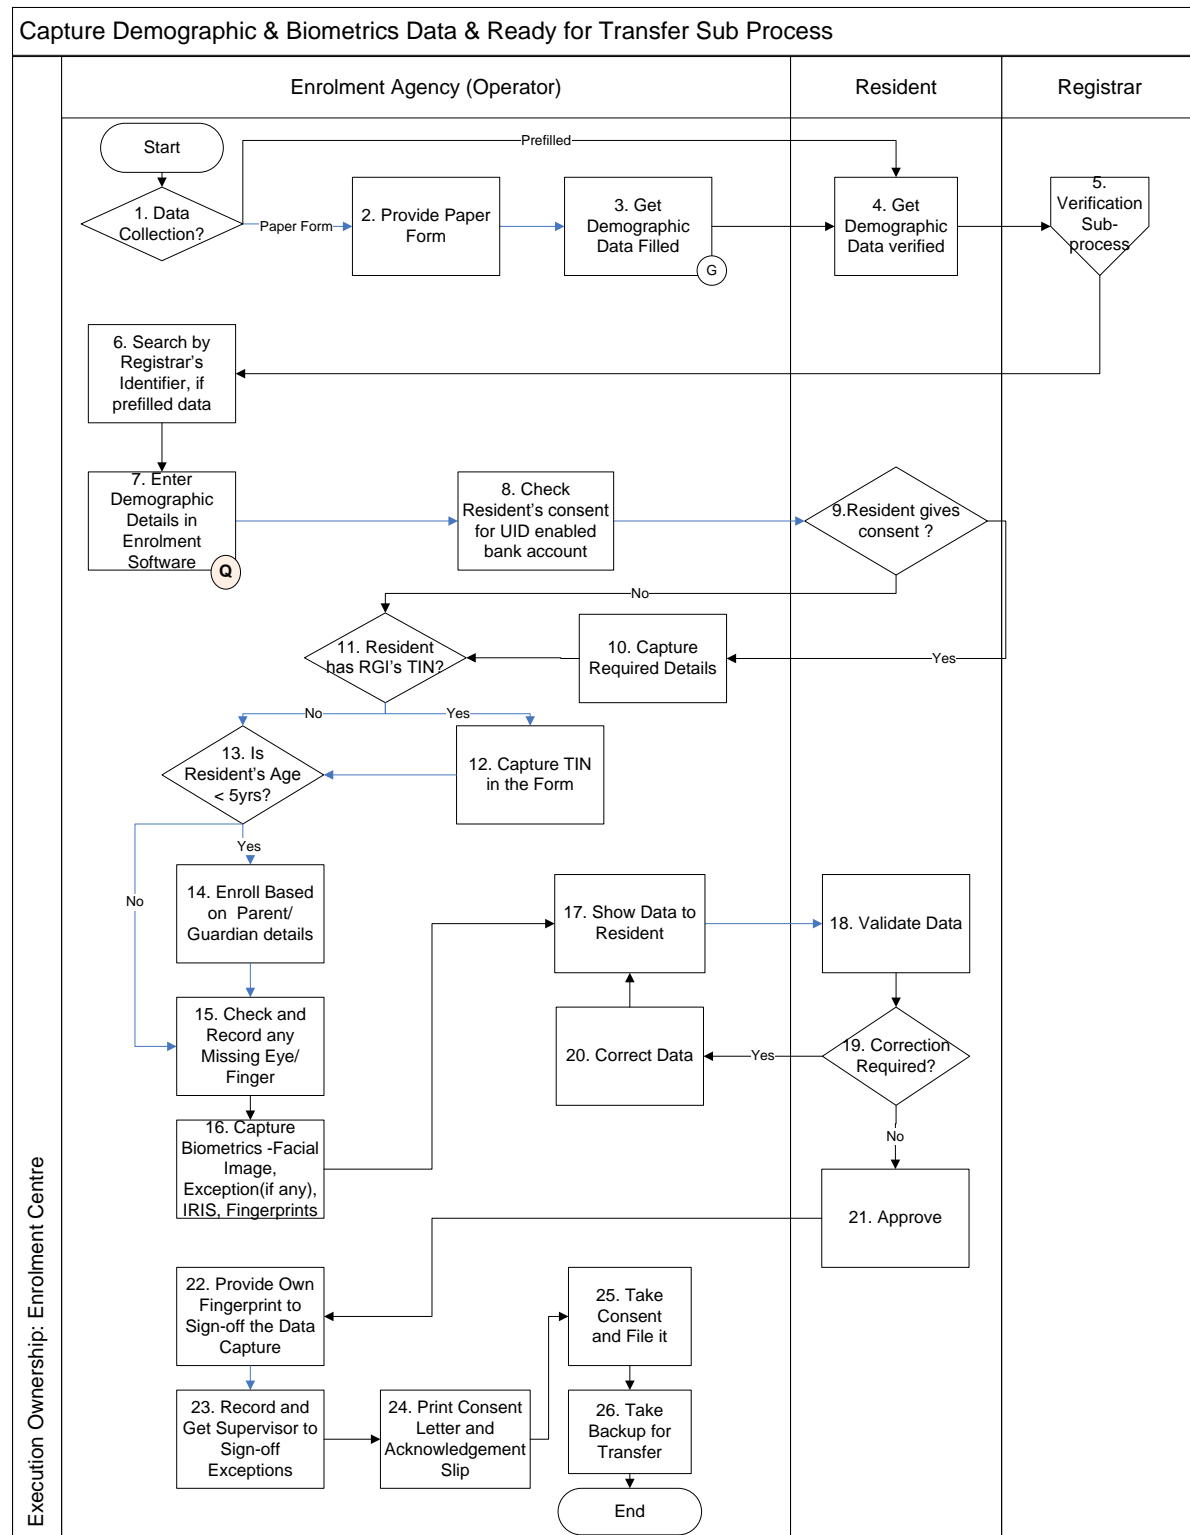 Capture Demographic & Biometrics Data & Ready for Transfer Sub Process
Enrolment Agency (Operator)
Resident
Registrar
Execution Ownership: Enrolment Centre
Start
Prefilled
1. Data
Collection?
Paper Form
2. Provide Paper
Form
3. Get
Demographic
Data Filled
G
4. Get
Demographic
Data verified
5.
Verification
Sub-
process
6. Search by
Registrar's
Identifier, if
prefilled data
7. Enter
Demographic
Details in
Enrolment
Software
Q
8. Check
Resident's consent
for UID enabled
bank account
9.Resident gives
consent ?
No
Yes
10. Capture
Required Details
11. Resident
has RGI's TIN?
No
Yes
12. Capture TIN
in the Form
13. Is
Resident's Age
< 5yrs?
Yes
No
14. Enroll Based
on Parent/
Guardian details
15. Check and
Record any
Missing Eye/
Finger
16. Capture
Biometrics -Facial
Image,
Exception(if any),
IRIS, Fingerprints
17. Show Data to
Resident
18. Validate Data
19. Correction
Required?
Yes
20. Correct Data
No
21. Approve
22. Provide Own
Fingerprint to
Sign-off the Data
Capture
23. Record and
Get Supervisor to
Sign-off
Exceptions
24. Print Consent
Letter and
Acknowledgement
Slip
25. Take
Consent
and File it
26. Take
Backup for
Transfer
End